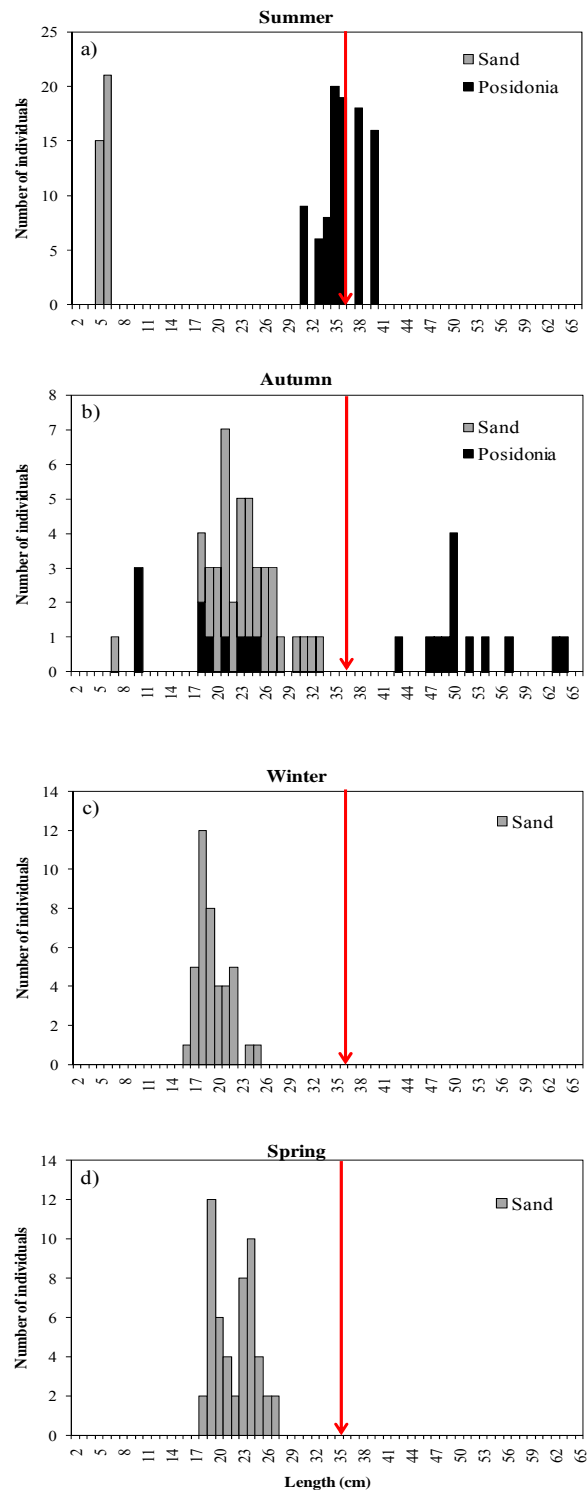 Summer
a)
Sand
Posidonia
Number of individuals
25
20
15
10
5
0
2 5 8 11 14 17 20 23 26 29 32 35 38 41 44 47 50 53 56 59 62 65
Autumn
b)
Sand
Posidonia
Number of individuals
8
7
6
5
4
3
2
1
0
2 5 8 11 14 17 20 23 26 29 32 35 38 41 44 47 50 53 56 59 62 65
Winter
c)
Sand
Number of individuals
14
12
10
8
6
4
2
0
2 5 8 11 14 17 20 23 26 29 32 35 38 41 44 47 50 53 56 59 62 65
Spring
d)
Sand
Number of individuals
14
12
10
8
6
4
2
0
2 5 8 11 14 17 20 23 26 29 32 35 38 41 44 47 50 53 56 59 62 65
Length (cm)